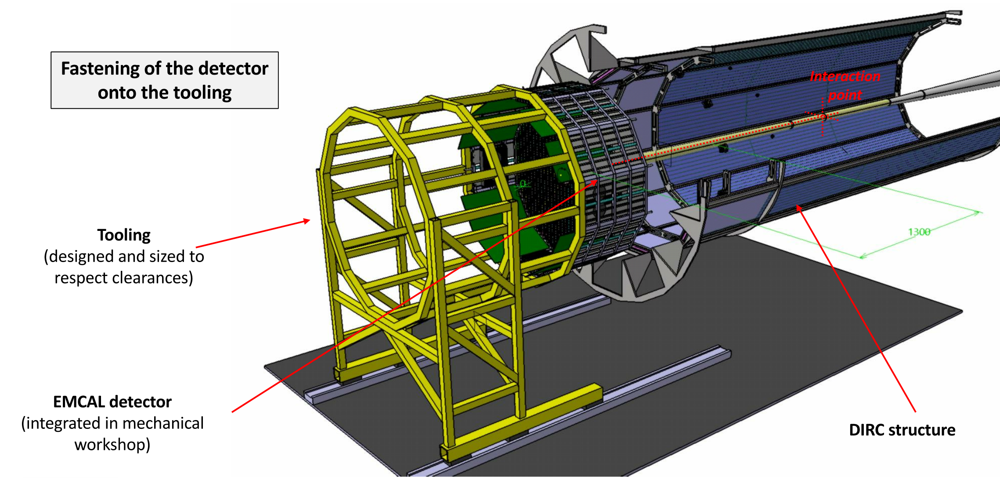 Fastening of the detector
onto the tooling
Interaction
point
0
1300
Tooling
(designed and sized to
respect clearances)
EMCAL detector
(integrated in mechanical
workshop)
DIRC structure